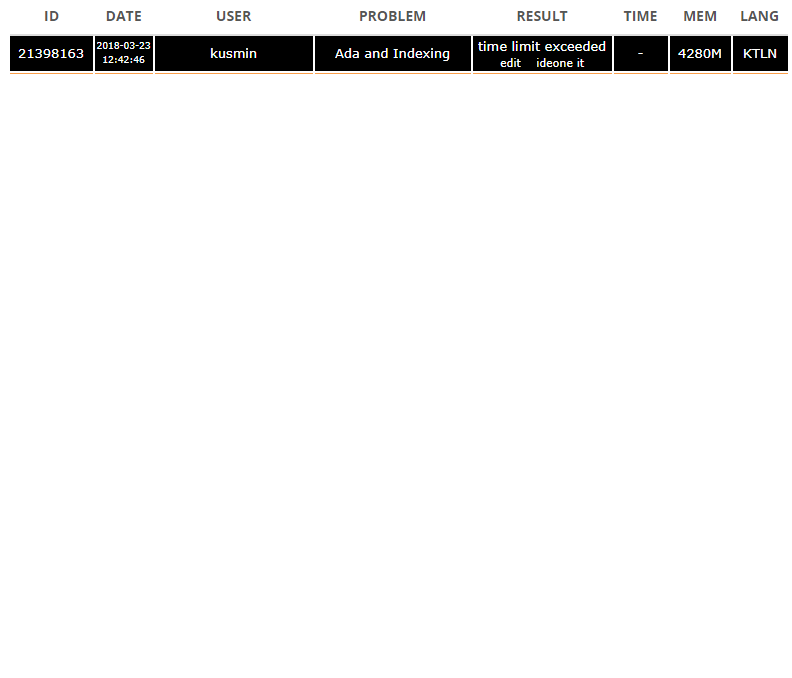 ID DATE USER PROBLEM RESULT TIME MEM LANG
21398163 2018-03-23 12:42:46 kusmin Ada and Indexing time limit exceeded - 4280M KTLN
edit ideone it